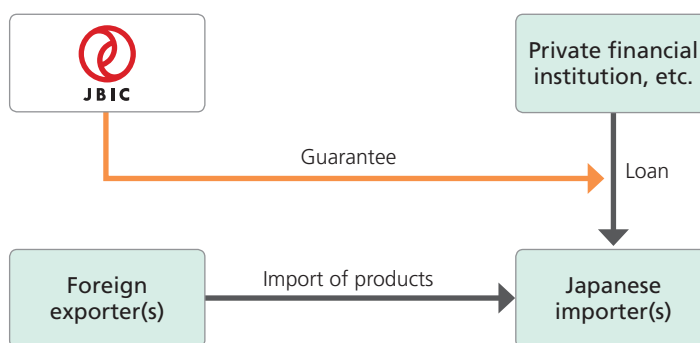 JBIC
Private financial
institution, etc.
Guarantee
Loan
Foreign
exporter(s)
Import of products
Japanese
importer(s)